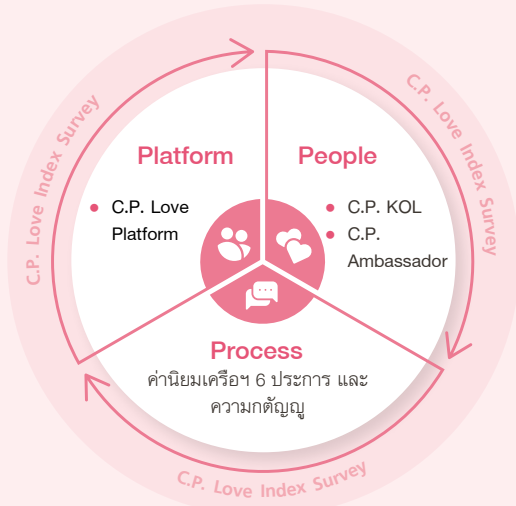 C.P. Love Index Survey
C.P. Love Index Survey
Platform
• C.P. Love
Platform
People
• C.P. KOL
• C.P.
Ambassador
Process
ค่านิยมเครือฯ 6 ประการ และ
ความกตัญญู
C.P. Love Index Survey